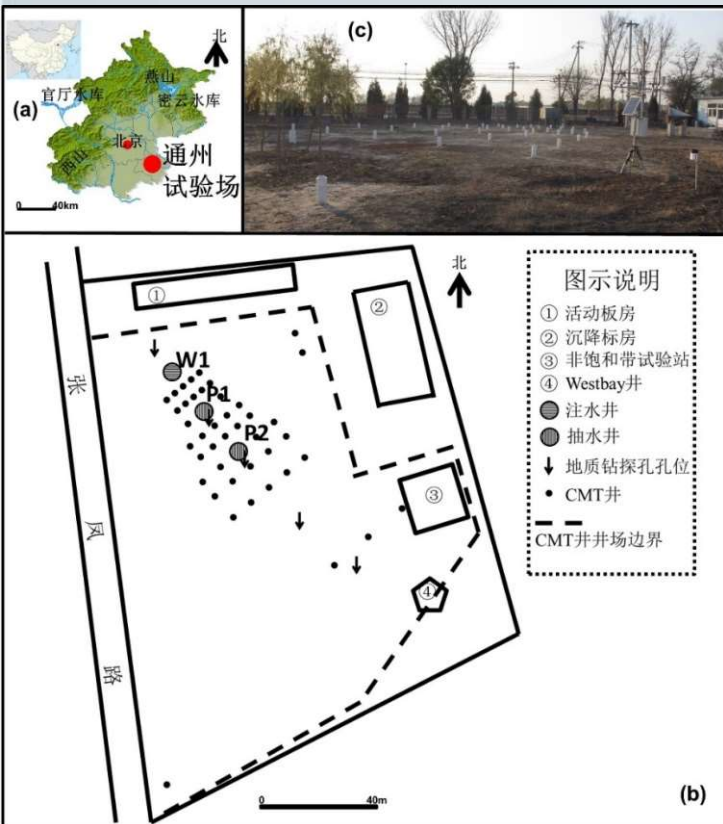 (a)
北
燕山
官厅水库
密云水库
北京
西山
通州
试验场
0 40km
(c)
北
①
②
③
④
W1
P1
P2
张
凤
路
图示说明
① 活动板房
② 沉降标房
③ 非饱和带试验站
④ Westbay井
注水井
抽水井
地质钻探孔孔位
CMT井
CMT井井场边界
0 40m
(b)